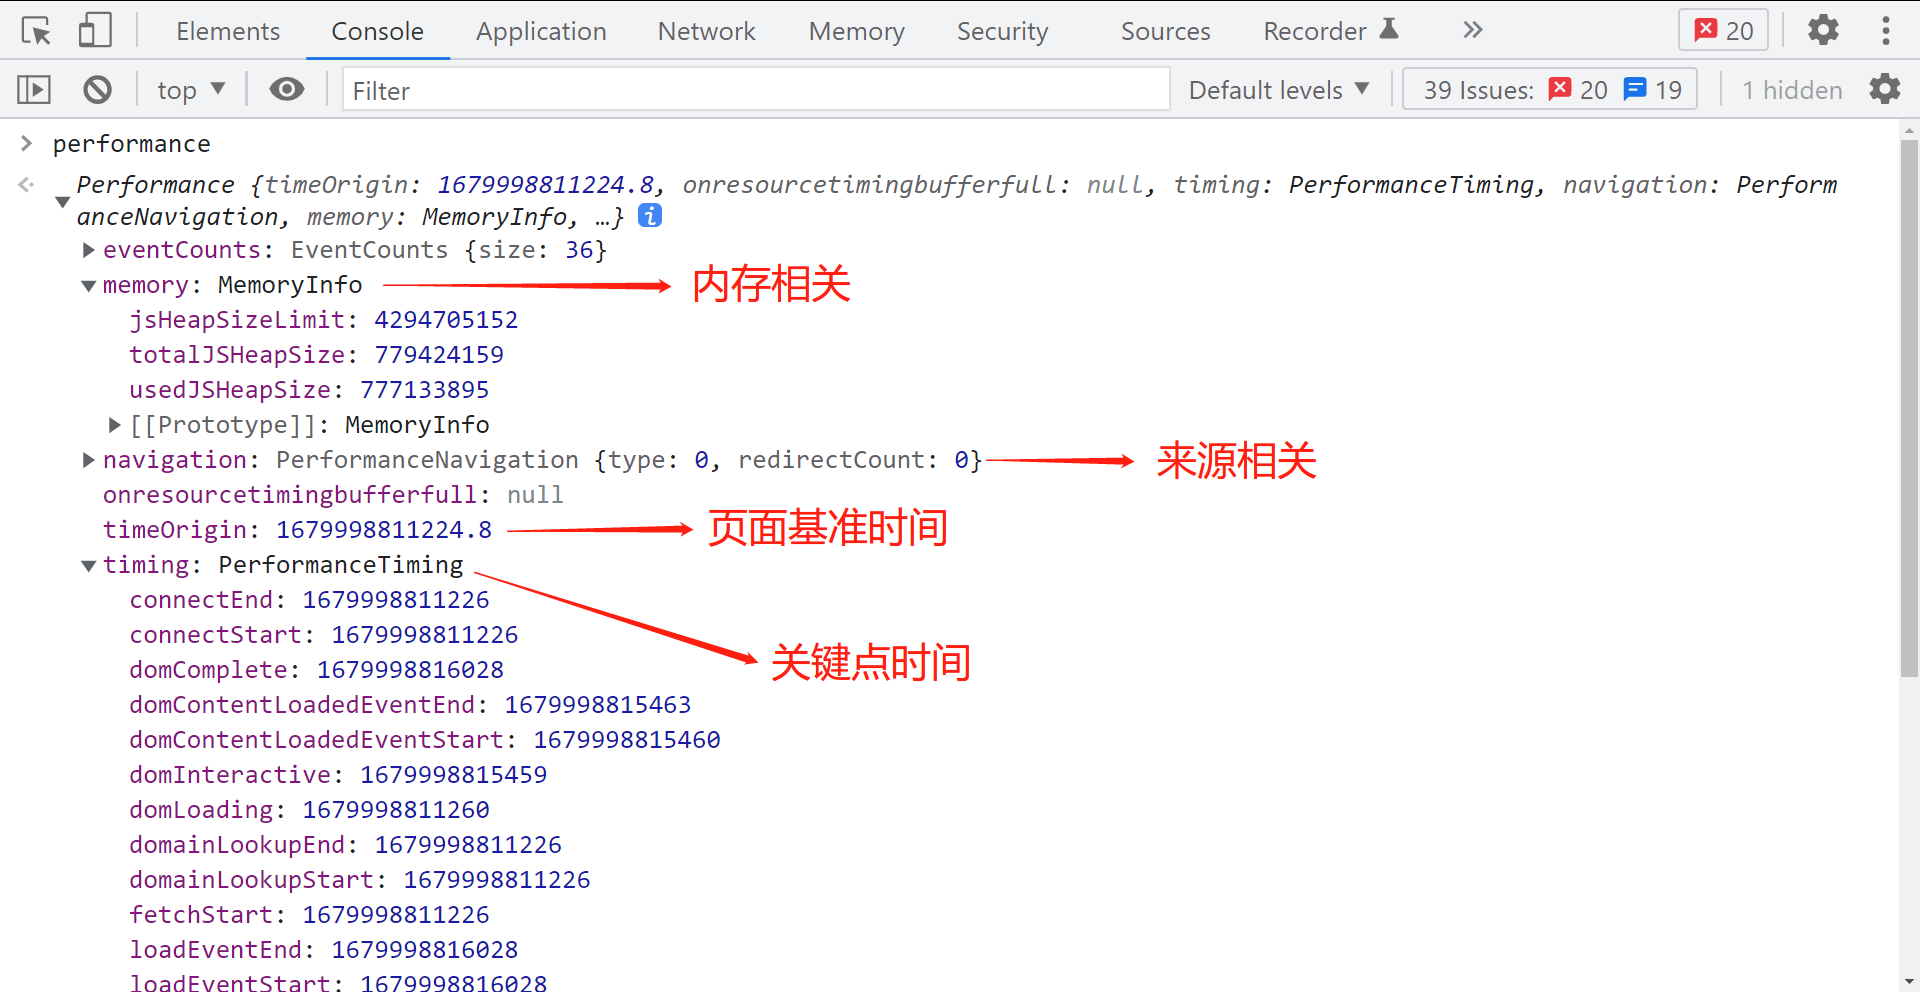 Elements Console Application Network Memory Security Sources Recorder 20
top Filter Default levels 39 Issues: 20 19 1 hidden
performance
Performance {timeOrigin: 1679998811224.8, onresourcetimingbufferfull: null, timing: PerformanceTiming, navigation: Perform
anceNavigation, memory: MemoryInfo, …} i
eventCounts: EventCounts {size: 36}
memory: MemoryInfo 内存相关
jsHeapSizeLimit: 4294705152
totalJSHeapSize: 779424159
usedJSHeapSize: 777133895
[[Prototype]]: MemoryInfo
navigation: PerformanceNavigation {type: 0, redirectCount: 0} 来源相关
onresourcetimingbufferfull: null
timeOrigin: 1679998811224.8 页面基准时间
timing: PerformanceTiming
connectEnd: 1679998811226
connectStart: 1679998811226
domComplete: 1679998816028 关键点时间
domContentLoadedEventEnd: 1679998815463
domContentLoadedEventStart: 1679998815460
domInteractive: 1679998815459
domLoading: 1679998811260
domainLookupEnd: 1679998811226
domainLookupStart: 1679998811226
fetchStart: 1679998811226
loadEventEnd: 1679998816028
loadEventStart: 1679998816028